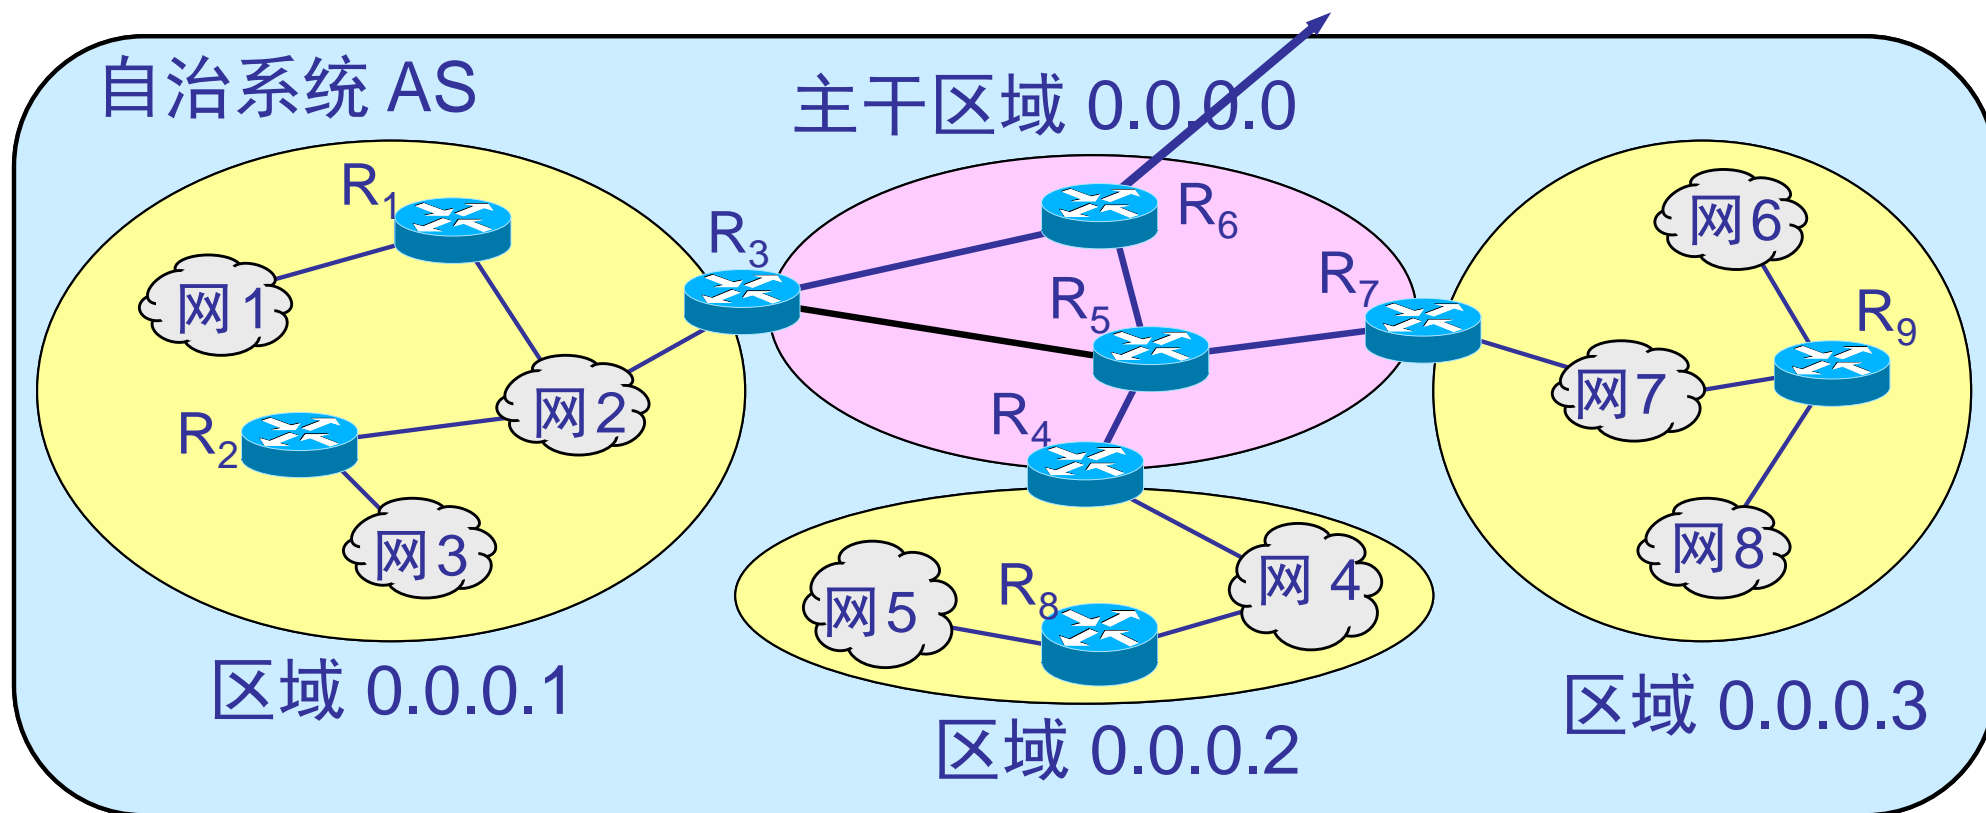 自治系统 AS
主干区域 0.0.0.0
R1
R3
R6
网6
网1
R5
R7
R9
R2
网2
R4
网7
网3
网5
R8
网 4
网8
区域 0.0.0.1
区域 0.0.0.2
区域 0.0.0.3